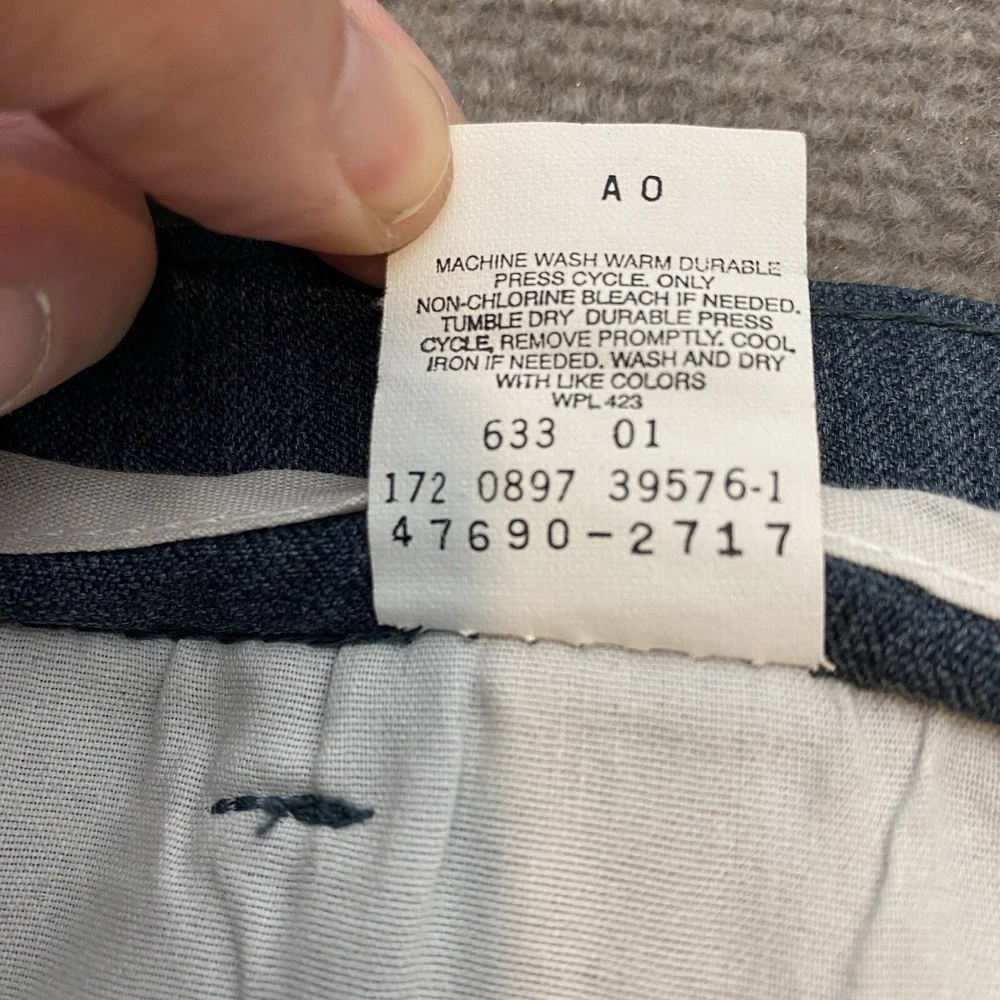 A O
MACHINE WASH WARM DURABLE
PRESS CYCLE. ONLY
NON-CHLORINE BLEACH IF NEEDED.
TUMBLE DRY DURABLE PRESS
CYCLE, REMOVE PROMPTLY. COOL
IRON IF NEEDED. WASH AND DRY
WITH LIKE COLORS
WPL 423
633 01
172 0897 39576-1
47690-2717